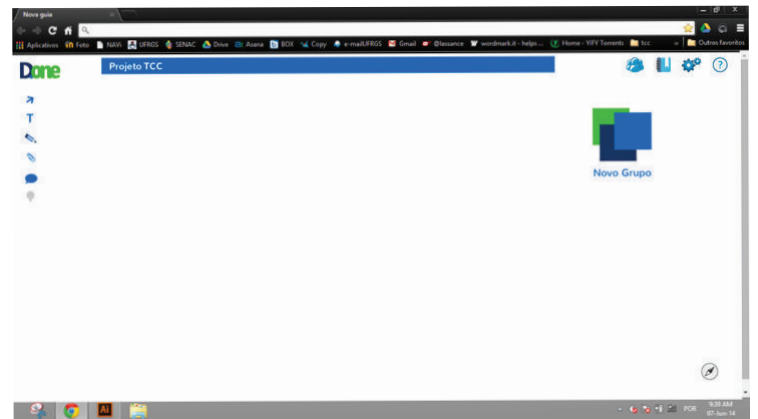 Nova guia
Aplicativos Foto NAVi UFRGS SENAC Drive Asana BOX Copy e-mailUFRGS Gmail @lassance wordmark.it - helps ... Home - YIFY Torrents tcc » Outros favoritos
Done Projeto TCC ?
T
Novo Grupo
Ai POR 9:39 AM
07-Jun-14